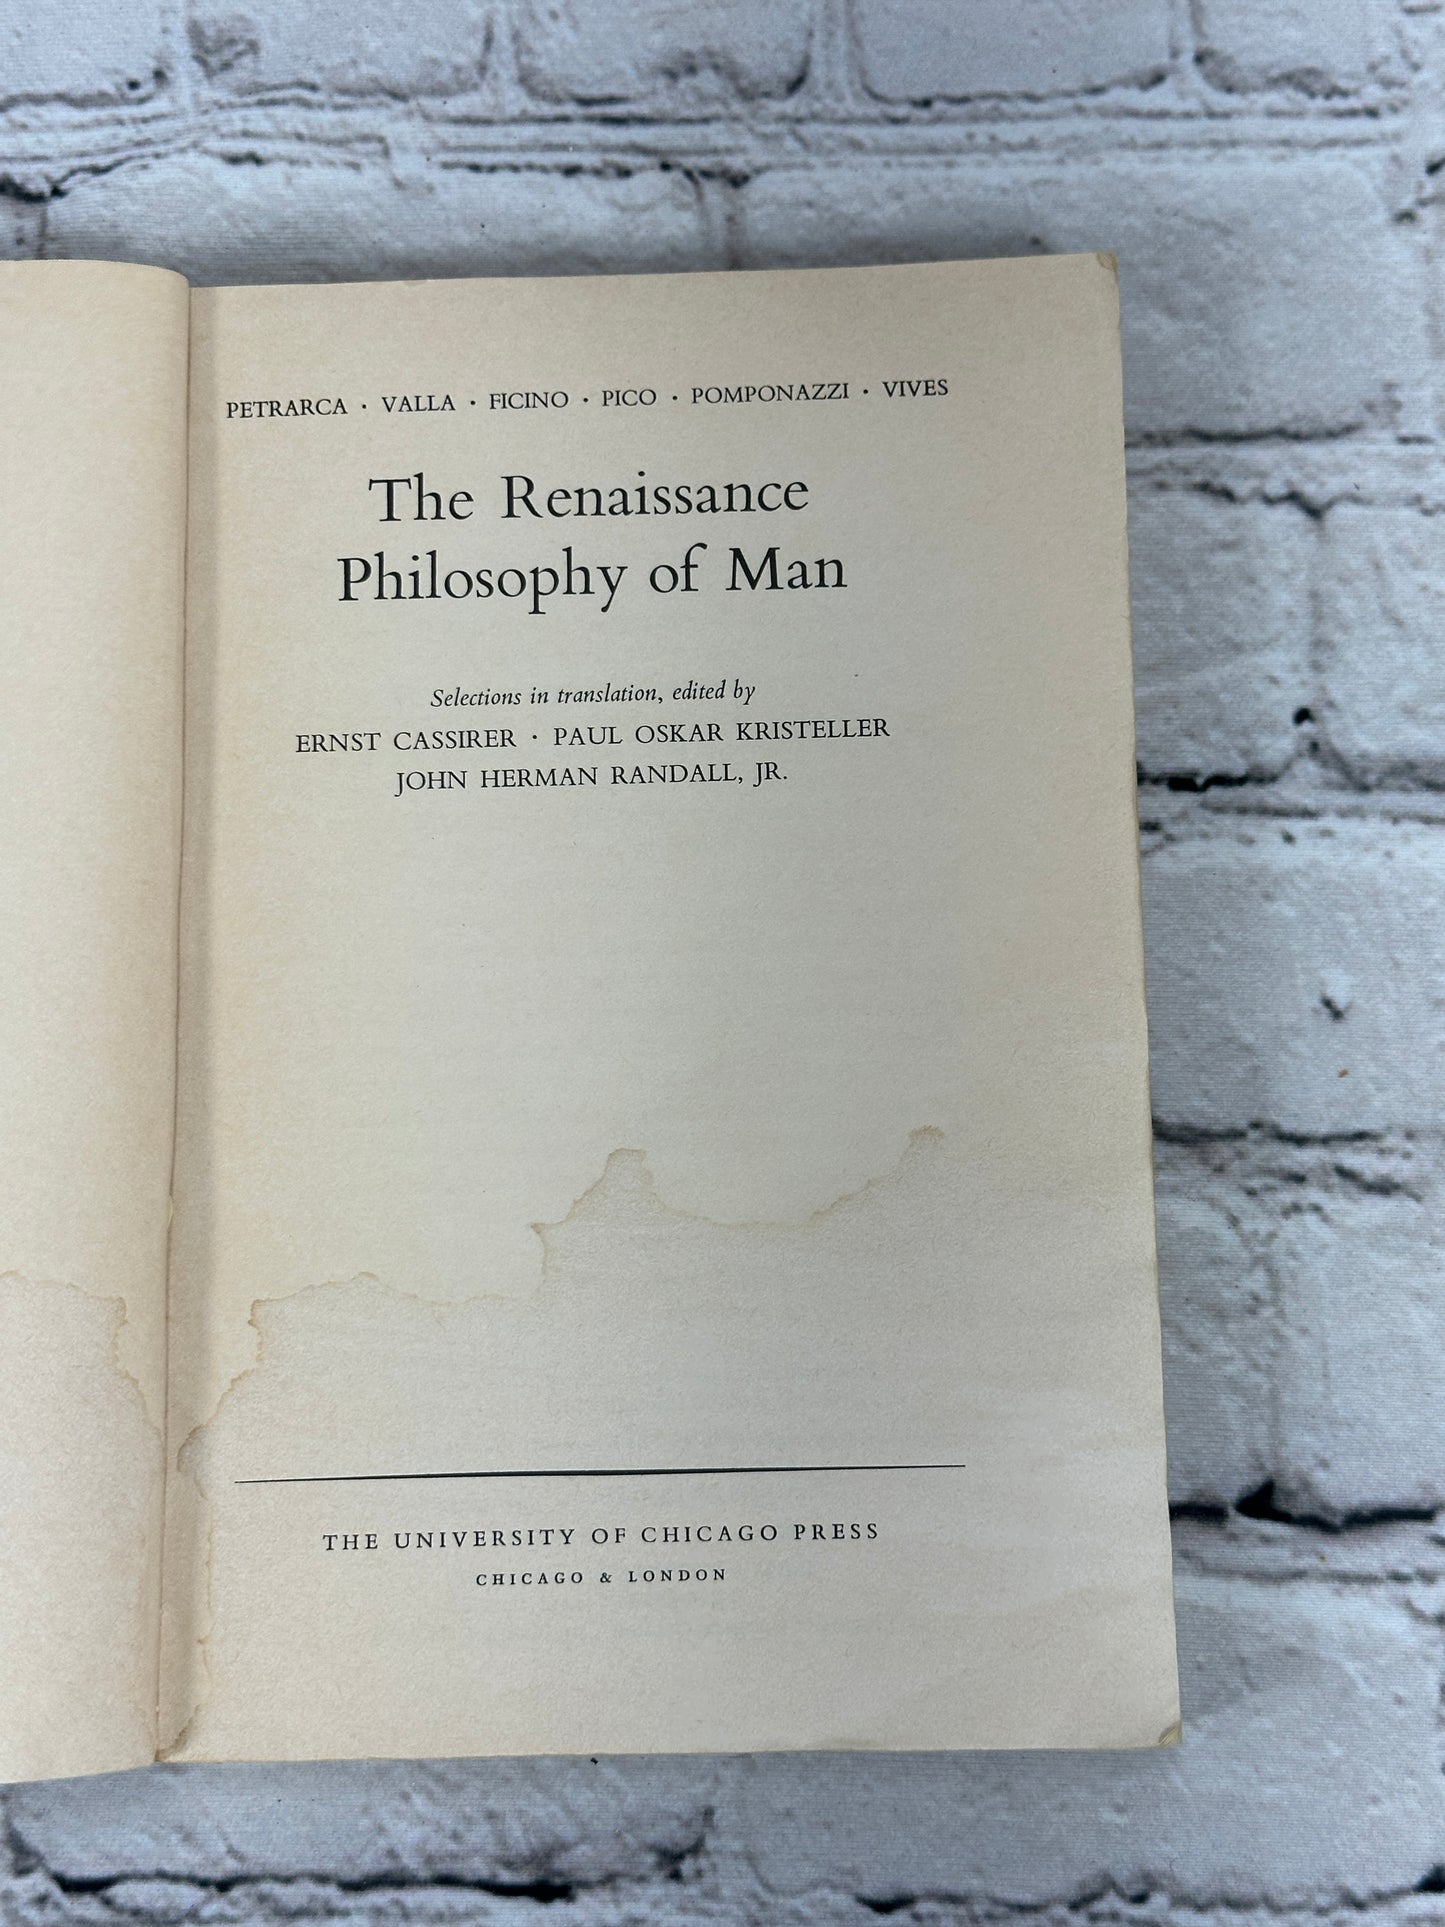 PETRARCA · VALLA · FICINO · PICO · POMPONAZZI · VIVES
The Renaissance
Philosophy of Man
Selections in translation, edited by
ERNST CASSIRER · PAUL OSKAR KRISTELLER
JOHN HERMAN RANDALL, JR.
THE UNIVERSITY OF CHICAGO PRESS
CHICAGO & LONDON